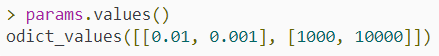 > params.values()
odict_values([[0.01, 0.001], [1000, 10000]])